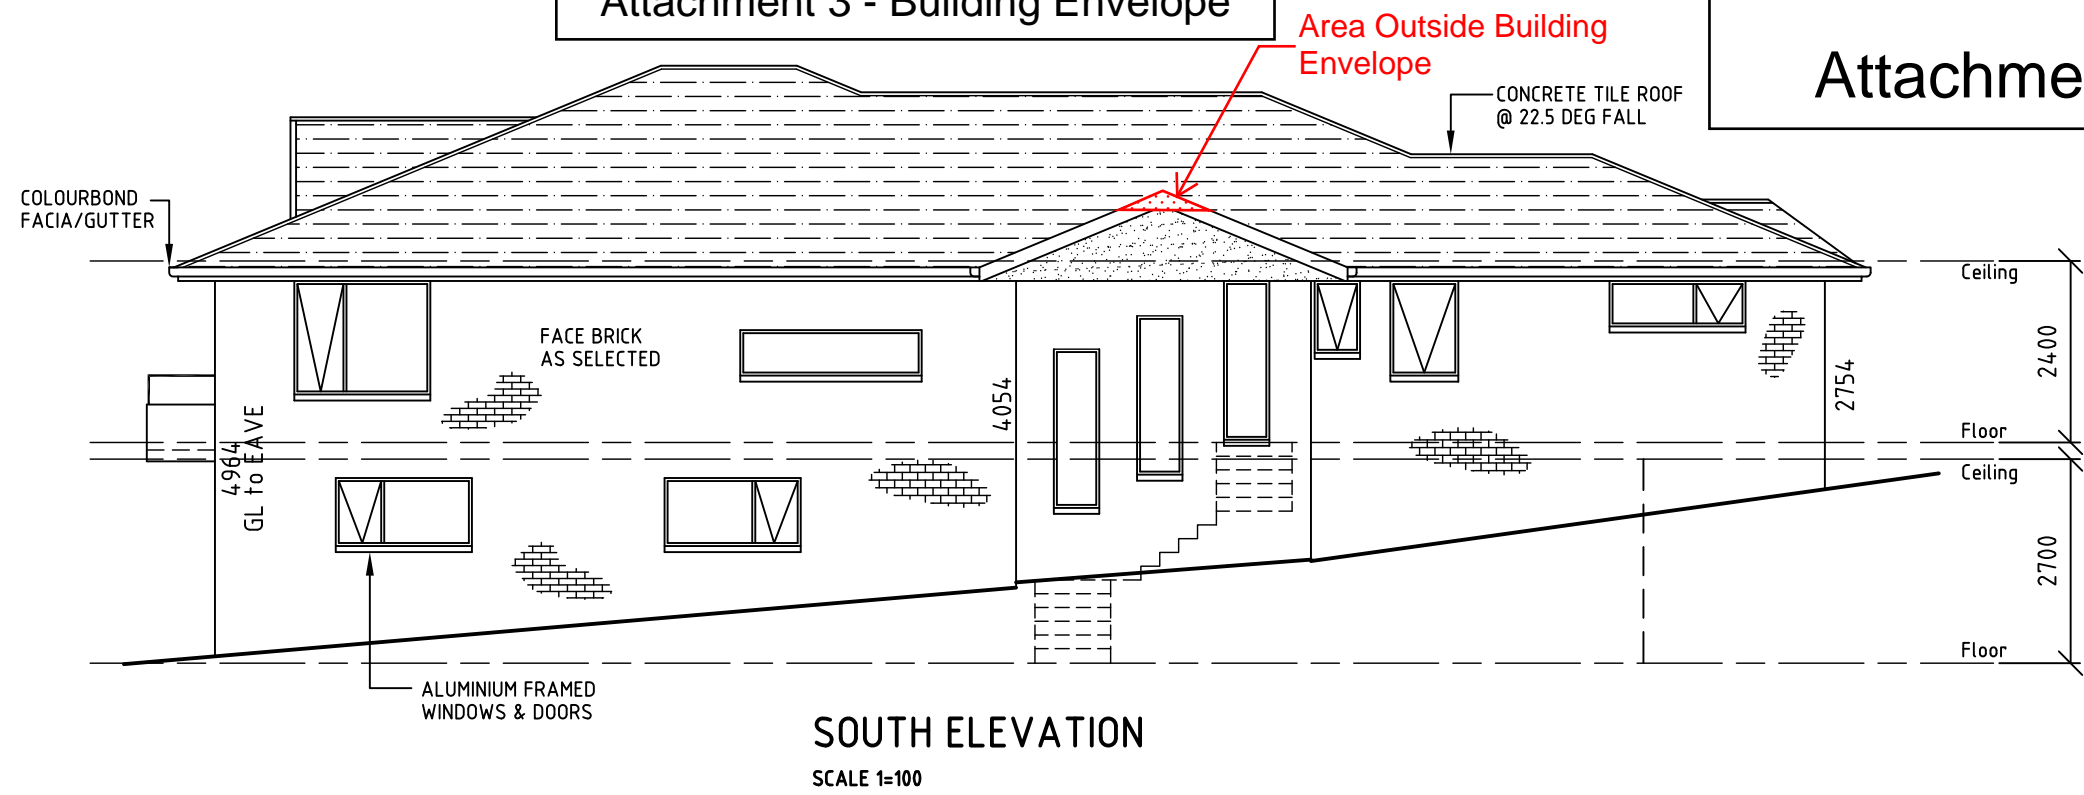 Attachment 3 - Building Envelope
Area Outside Building
Envelope
Attachme
CONCRETE TILE ROOF
@ 22.5 DEG FALL
COLOURBOND
FACIA/GUTTER
FACE BRICK
AS SELECTED
4964
GL to EAVE
4054
2754
Ceiling
2400
Floor
Ceiling
2700
Floor
ALUMINIUM FRAMED
WINDOWS & DOORS
SOUTH ELEVATION
SCALE 1=100